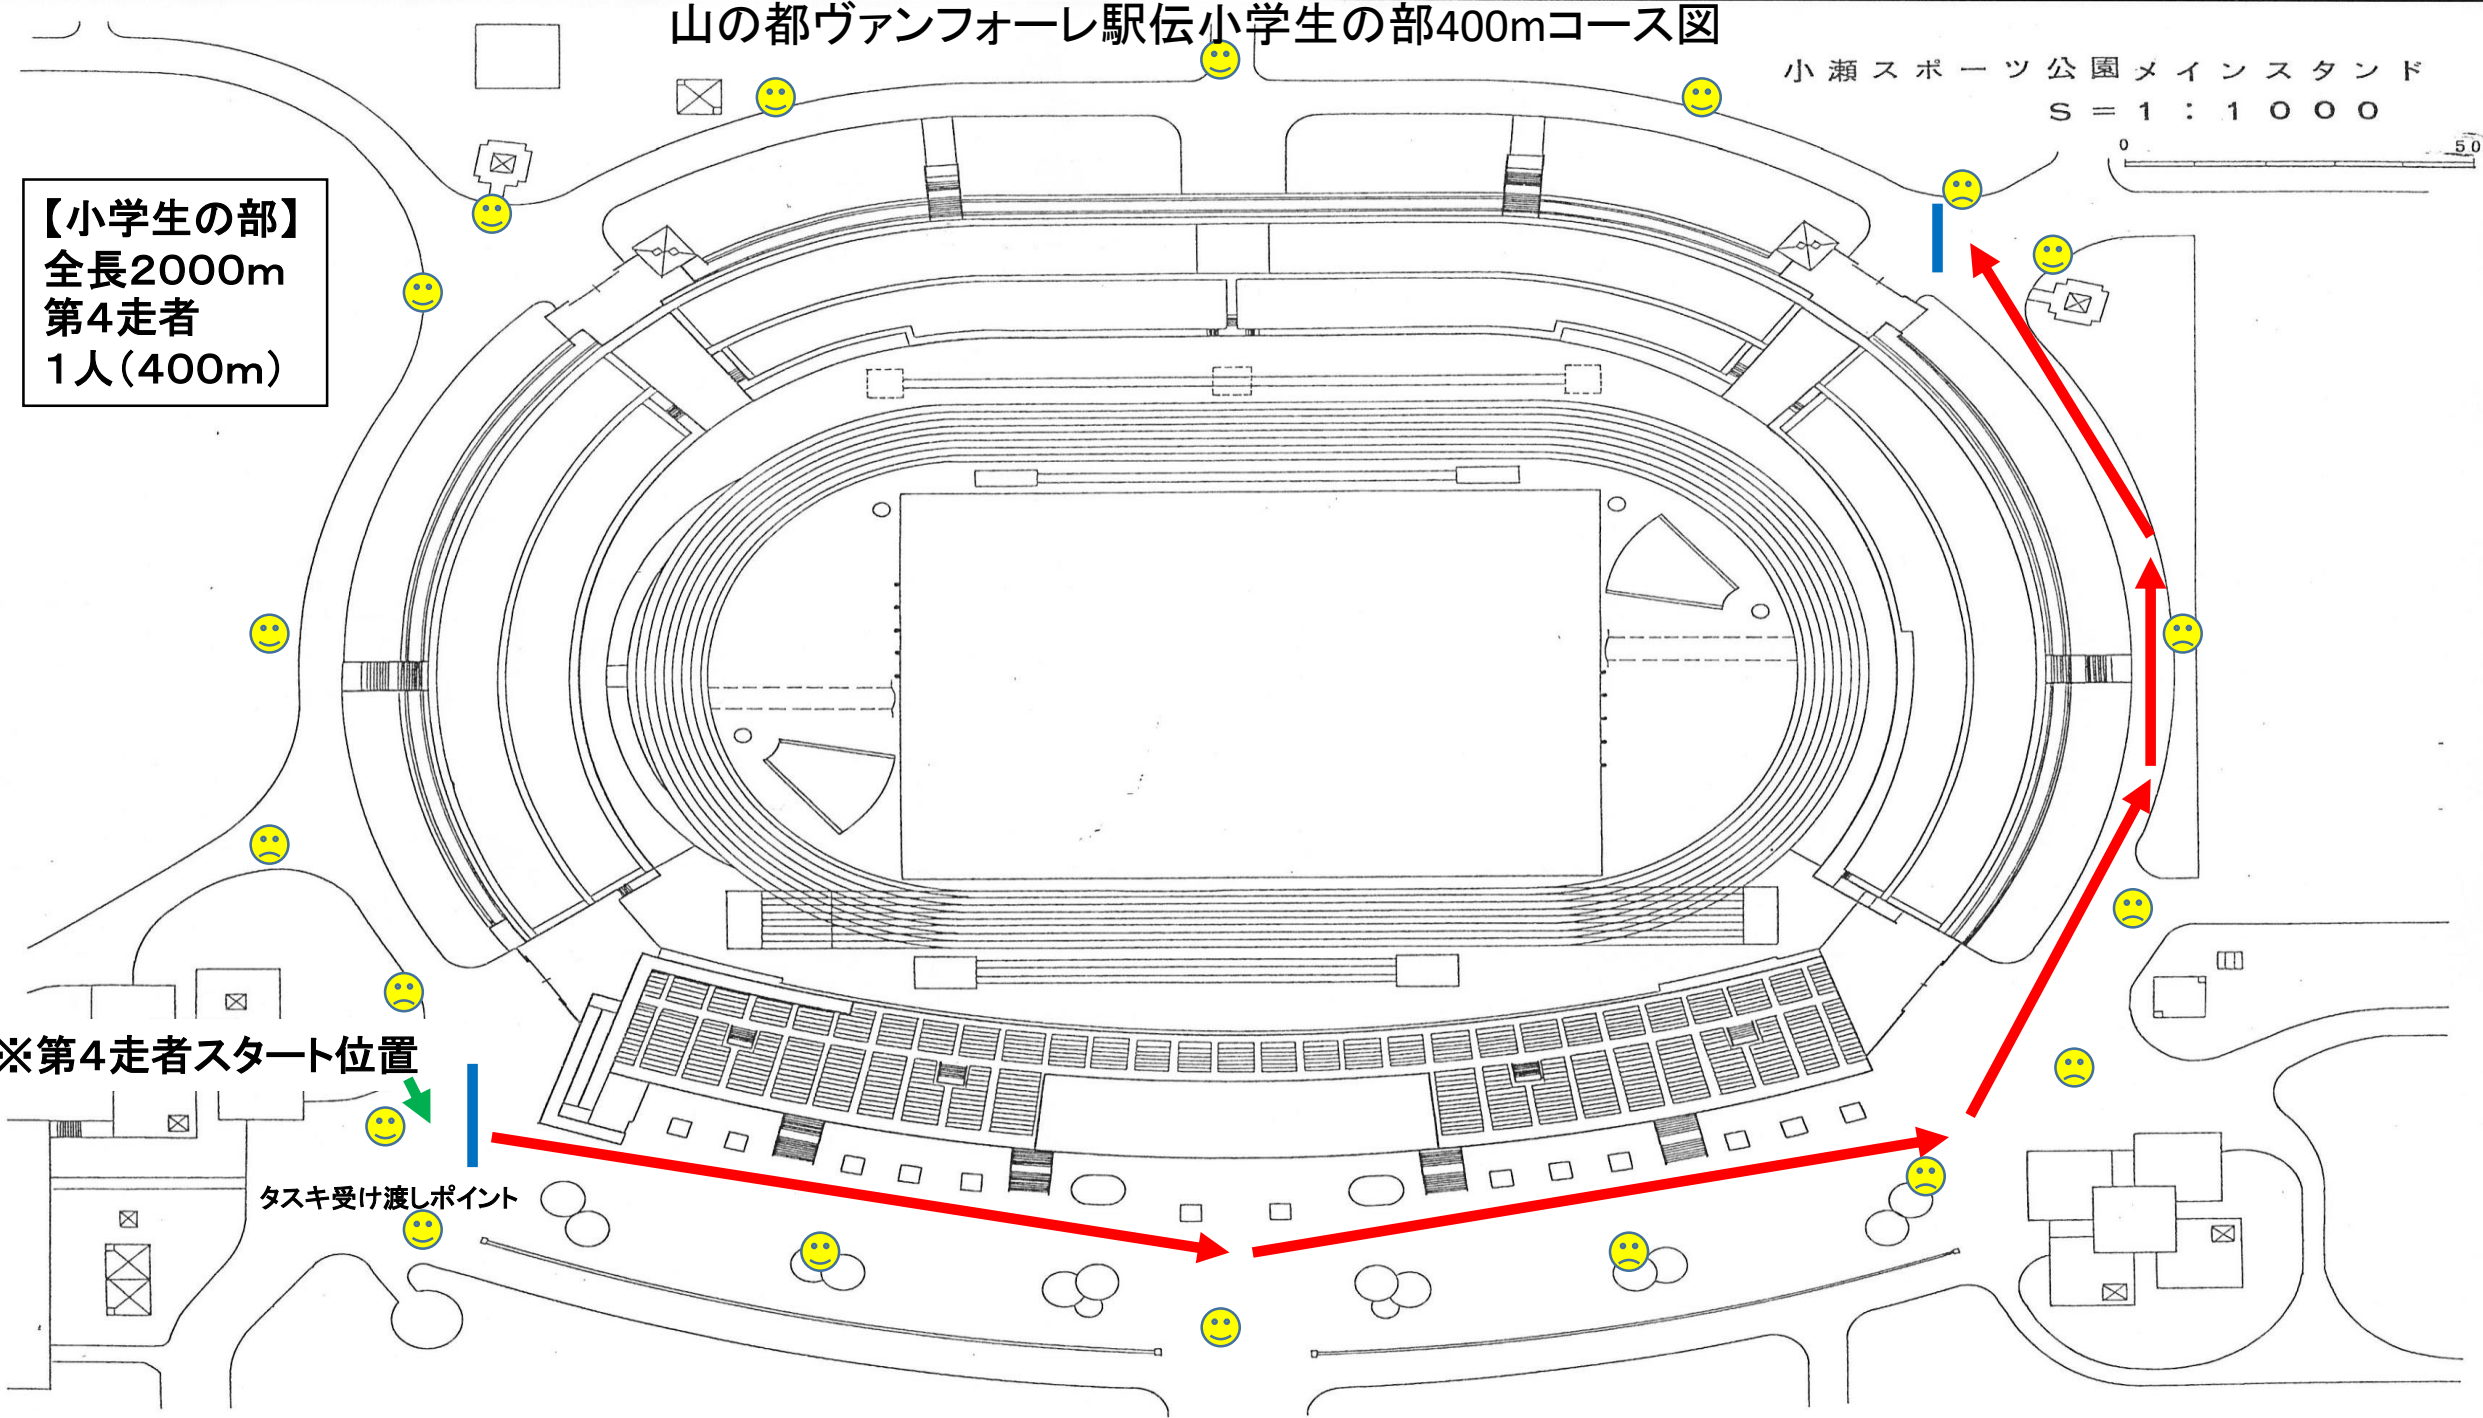 山の都ヴァンフォーレ駅伝小学生の部400mコース図
小瀬スポーツ公園メインスタンド
S=1:1000
0 50
【小学生の部】
全長2000m
第4走者
1人(400m)
※第4走者スタート位置
タスキ受け渡しポイント